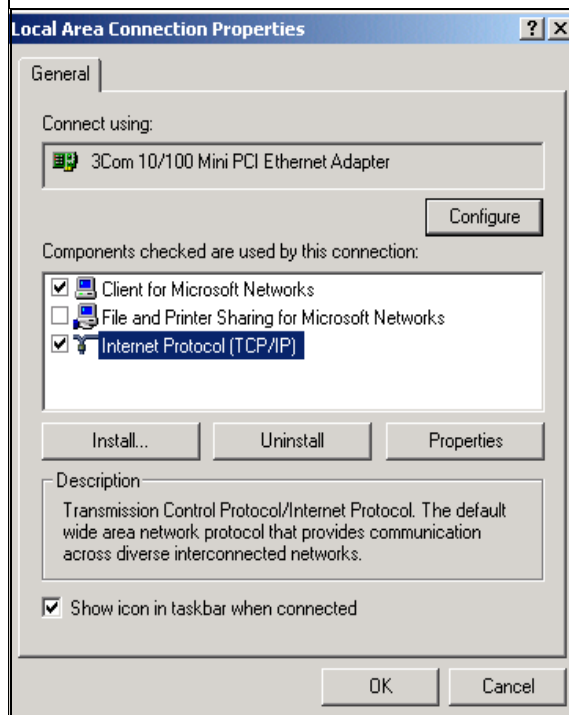 Local Area Connection Properties
General
Connect using:
3Com 10/100 Mini PCI Ethernet Adapter
Configure
Components checked are used by this connection:
Client for Microsoft Networks
File and Printer Sharing for Microsoft Networks
Internet Protocol (TCP/IP)
Install... Uninstall Properties
Description
Transmission Control Protocol/Internet Protocol. The default
wide area network protocol that provides communication
across diverse interconnected networks.
Show icon in taskbar when connected
OK Cancel